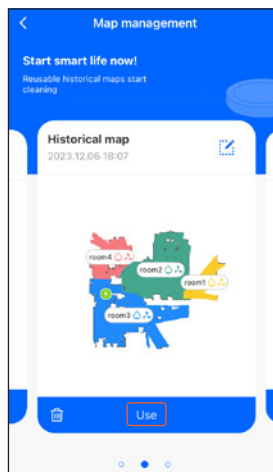 Map management
Start smart life now!
Reusable historical maps start
cleaning
Historical map
2023.12.06 18:07
room4
room2
room1
room3
Use